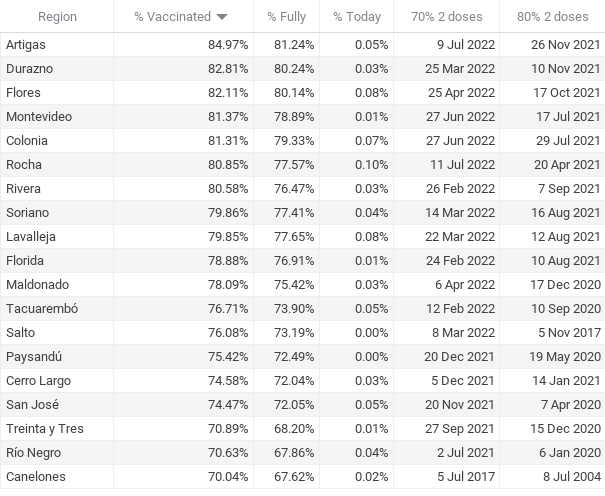 Region % Vaccinated % Fully % Today 70% 2 doses 80% 2 doses
Artigas 84.97% 81.24% 0.05% 9 Jul 2022 26 Nov 2021
Durazno 82.81% 80.24% 0.03% 25 Mar 2022 10 Nov 2021
Flores 82.11% 80.14% 0.08% 25 Apr 2022 17 Oct 2021
Montevideo 81.37% 78.89% 0.01% 27 Jun 2022 17 Jul 2021
Colonia 81.31% 79.33% 0.07% 27 Jun 2022 29 Jul 2021
Rocha 80.85% 77.57% 0.10% 11 Jul 2022 20 Apr 2021
Rivera 80.58% 76.47% 0.03% 26 Feb 2022 7 Sep 2021
Soriano 79.86% 77.41% 0.04% 14 Mar 2022 16 Aug 2021
Lavalleja 79.85% 77.65% 0.08% 22 Mar 2022 12 Aug 2021
Florida 78.88% 76.91% 0.01% 24 Feb 2022 10 Aug 2021
Maldonado 78.09% 75.42% 0.03% 6 Apr 2022 17 Dec 2020
Tacuarembó 76.71% 73.90% 0.05% 12 Feb 2022 10 Sep 2020
Salto 76.08% 73.19% 0.00% 8 Mar 2022 5 Nov 2017
Paysandú 75.42% 72.49% 0.00% 20 Dec 2021 19 May 2020
Cerro Largo 74.58% 72.04% 0.03% 5 Dec 2021 14 Jan 2021
San José 74.47% 72.05% 0.05% 20 Nov 2021 7 Apr 2020
Treinta y Tres 70.89% 68.20% 0.01% 27 Sep 2021 15 Dec 2020
Río Negro 70.63% 67.86% 0.04% 2 Jul 2021 6 Jan 2020
Canelones 70.04% 67.62% 0.02% 5 Jul 2017 8 Jul 2004